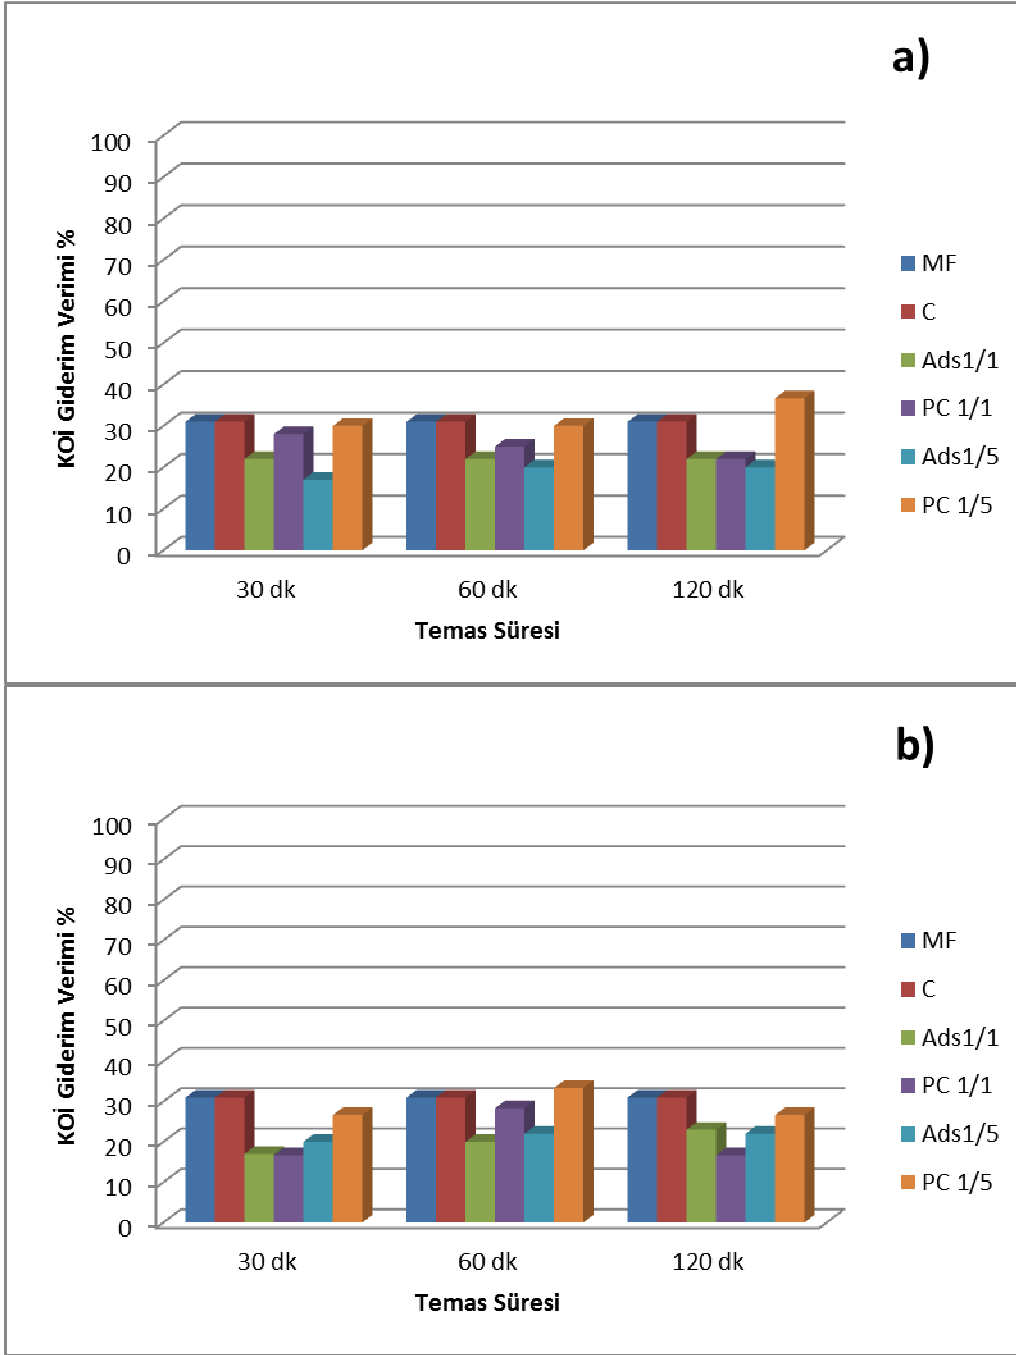 a)
100
90
80
70
60
50
40
30
20
10
0
KOİ Giderim Verimi %
30 dk
60 dk
120 dk
Temas Süresi
MF
C
Ads1/1
PC 1/1
Ads1/5
PC 1/5
b)
100
90
80
70
60
50
40
30
20
10
0
KOİ Giderim Verimi %
30 dk
60 dk
120 dk
Temas Süresi
MF
C
Ads1/1
PC 1/1
Ads1/5
PC 1/5